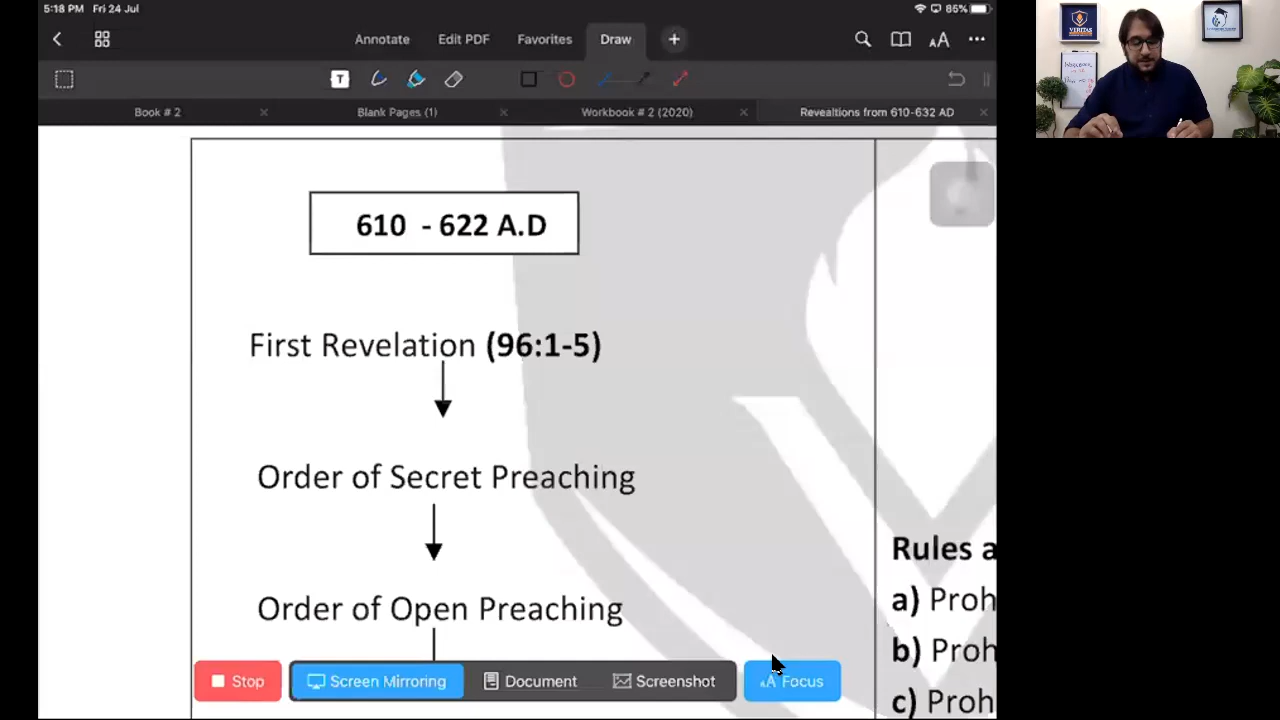 5:18 PM Fri 24 Jul 85%
Annotate Edit PDF Favorites Draw
Book # 2 Blank Pages (1) Workbook # 2 (2020) Revealtions from 610-632 AD
VERITAS
610 - 622 A.D
First Revelation (96:1-5)
Order of Secret Preaching
Order of Open Preaching
Rules a
a) Proh
b) Proh
c) Proh
Stop Screen Mirroring Document Screenshot Focus